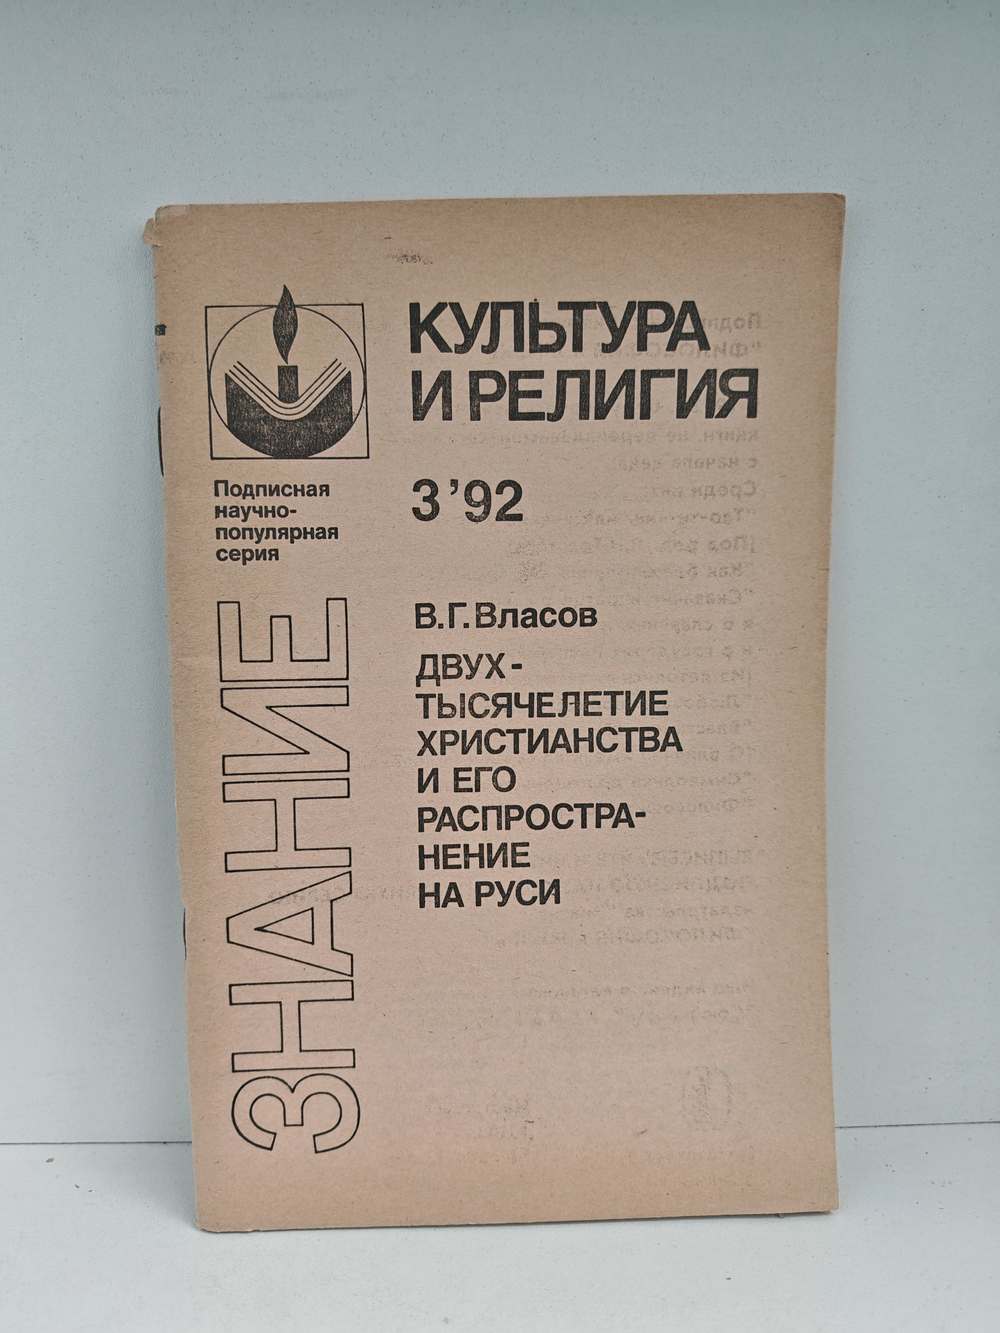 КУЛЬТУРА
И РЕЛИГИЯ
Подписная
научно-
популярная
серия
3 '92
ЗНАНИЕ
В.Г.Власов
ДВУХ-
ТЫСЯЧЕЛЕТИЕ
ХРИСТИАНСТВА
И ЕГО
РАСПРОСТРА-
НЕНИЕ
НА РУСИ